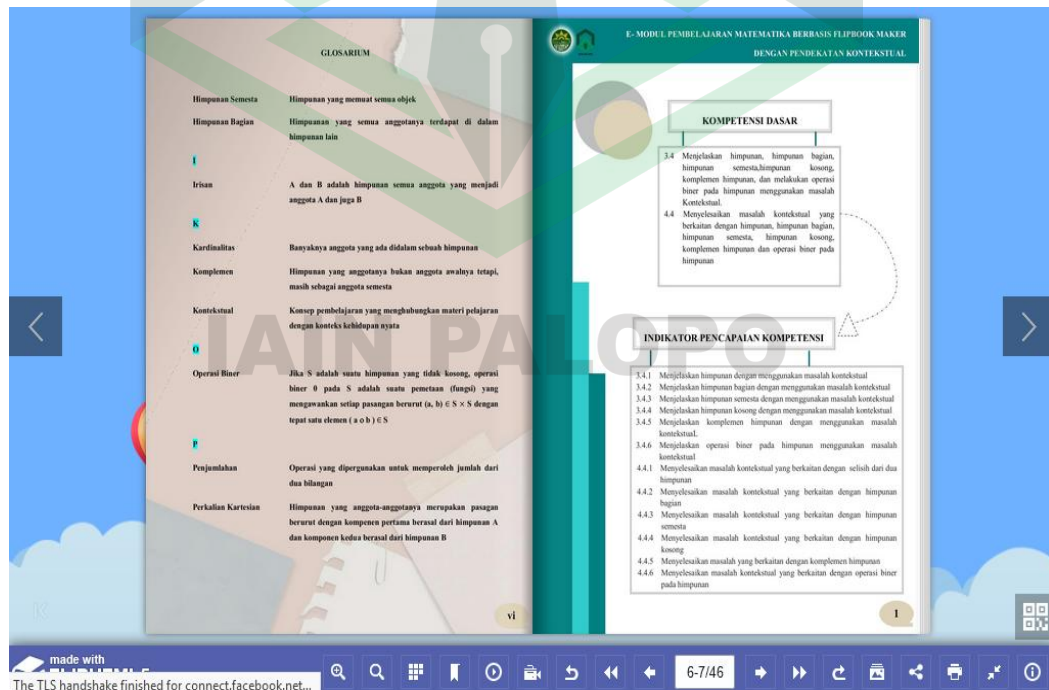 GLOSARIUM
Himpunan Semesta Himpunan yang memuat semua objek
Himpunan Bagian Himpuanan yang semua anggotanya terdapat di dalam
himpunan lain
I
Irisan A dan B adalah himpunan semua anggota yang menjadi
anggota A dan juga B
K
Kardinalitas Banyaknya anggota yang ada didalam sebuah himpunan
Komplemen Himpunan yang anggotanya bukan anggota awalnya tetapi,
masih sebagai anggota semesta
Kontekstual Konsep pembelajaran yang menghubungkan materi pelajaran
dengan konteks kehidupan nyata
O
Operasi Biner Jika S adalah suatu himpunan yang tidak kosong, operasi
biner 0 pada S adalah suatu pemetaan (fungsi) yang
mengawankan setiap pasangan berurut (a, b) ∈ S × S dengan
tepat satu elemen ( a o b ) ∈ S
P
Penjumlahan Operasi yang dipergunakan untuk memperoleh jumlah dari
dua bilangan
Perkalian Kartesian Himpunan yang anggota-anggotanya merupakan pasagan
berurut dengan kompenen pertama berasal dari himpunan A
dan komponen kedua berasal dari himpunan B
vi
E- MODUL PEMBELAJARAN MATEMATIKA BERBASIS FLIPBOOK MAKER
DENGAN PENDEKATAN KONTEKSTUAL
KOMPETENSI DASAR
3.4 Menjelaskan himpunan, himpunan bagian,
himpunan semesta,himpunan kosong,
komplemen himpunan, dan melakukan operasi
biner pada himpunan menggunakan masalah
Kontekstual.
4.4 Menyelesaikan masalah kontekstual yang
berkaitan dengan himpunan, himpunan bagian,
himpunan semesta, himpunan kosong,
komplemen himpunan dan operasi biner pada
himpunan
INDIKATOR PENCAPAIAN KOMPETENSI
3.4.1 Menjelaskan himpunan dengan menggunakan masalah kontekstual
3.4.2 Menjelaskan himpunan bagian dengan menggunakan masalah kontekstual
3.4.3 Menjelaskan himpunan semesta dengan menggunakan masalah kontekstual
3.4.4 Menjelaskan himpunan kosong dengan menggunakan masalah kontekstual
3.4.5 Menjelaskan komplemen himpunan dengan menggunakan masalah
kontekstual.
3.4.6 Menjelaskan operasi biner pada himpunan menggunakan masalah
kontekstual
4.4.1 Menyelesaikan masalah kontekstual yang berkaitan dengan selisih dari dua
himpunan
4.4.2 Menyelesaikan masalah kontekstual yang berkaitan dengan himpunan
bagian
4.4.3 Menyelesaikan masalah kontekstual yang berkaitan dengan himpunan
semesta
4.4.4 Menyelesaikan masalah kontekstual yang berkaitan dengan himpunan
kosong
4.4.5 Menyelesaikan masalah yang berkaitan dengan komplemen himpunan
4.4.6 Menyelesaikan masalah kontekstual yang berkaitan dengan operasi biner
pada himpunan
1
IAIN PALOPO
made with
The TLS handshake finished for connect.facebook.net...
6-7/46